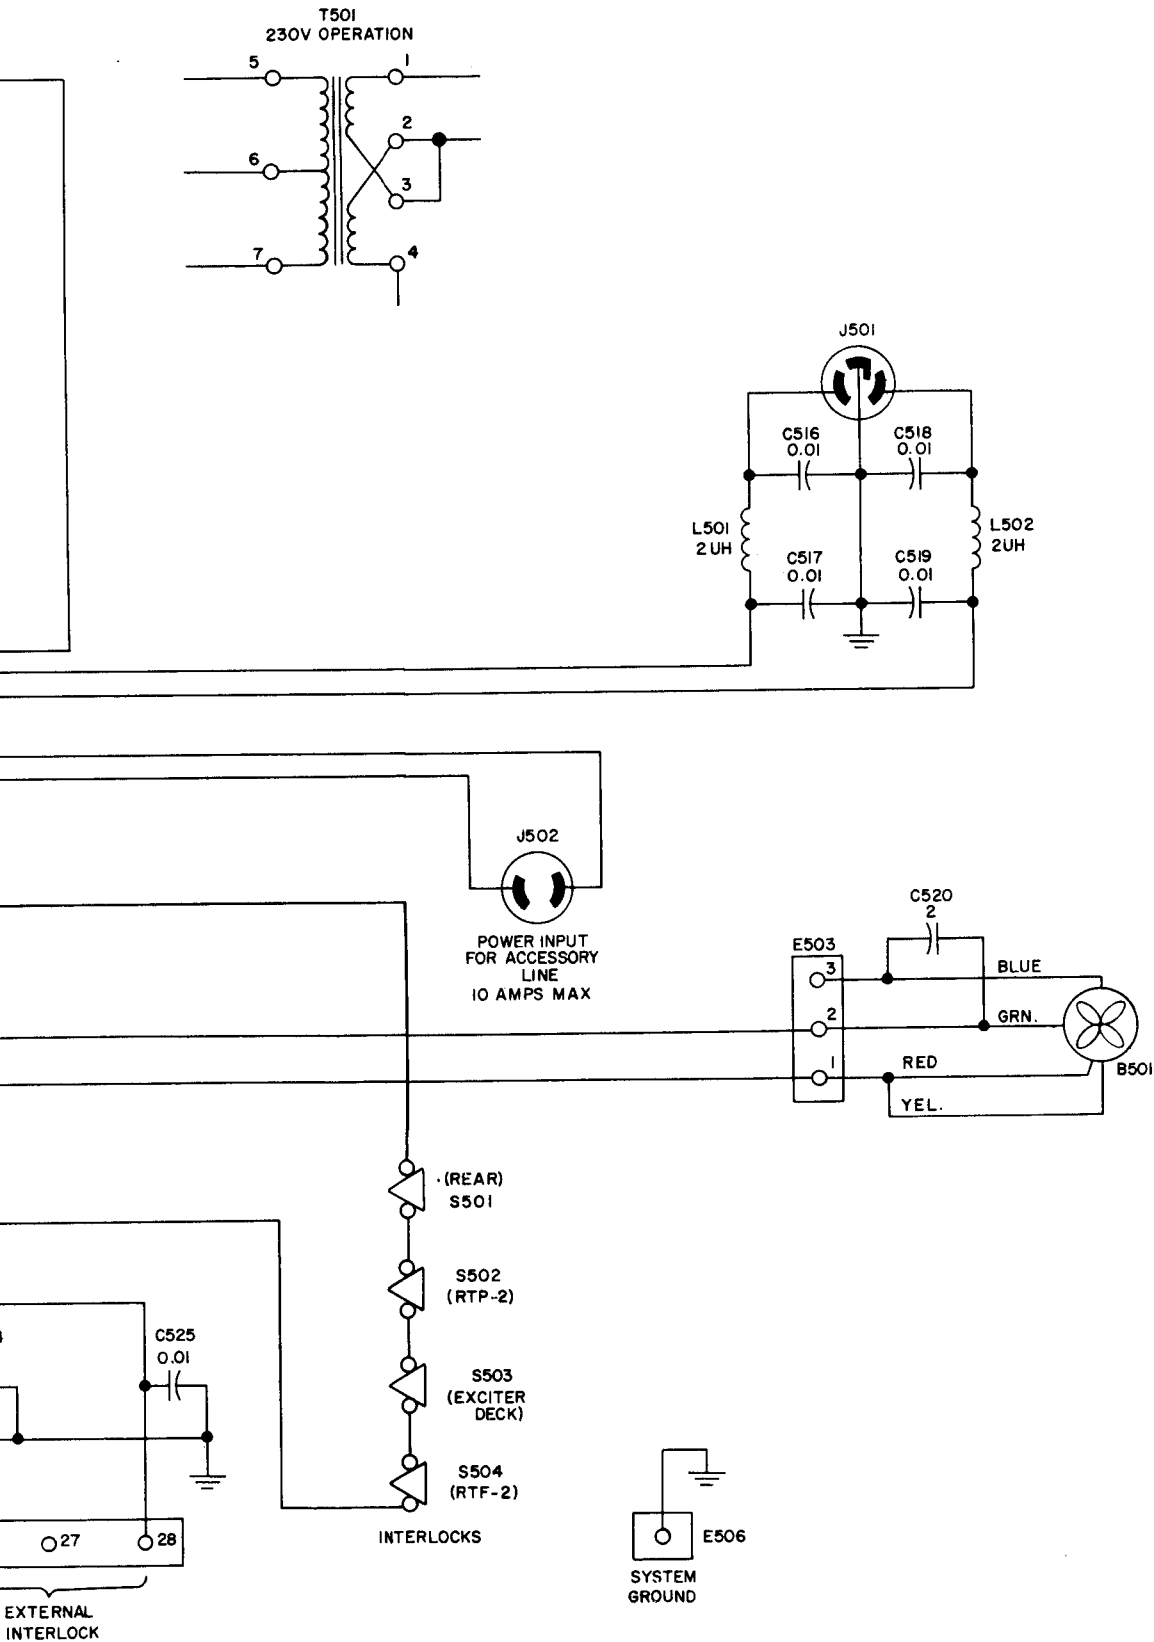 T501
230V OPERATION
5
1
2
6
3
7
4
J501
C516
0.01
C518
0.01
L501
2UH
L502
2UH
C517
0.01
C519
0.01
J502
POWER INPUT
FOR ACCESSORY
LINE
10 AMPS MAX
C520
2
E503
3
BLUE
2
GRN.
1
RED
B501
YEL.
(REAR)
S501
S502
(RTP-2)
C525
0.01
S503
(EXCITER
DECK)
S504
(RTF-2)
INTERLOCKS
27
28
E506
SYSTEM
GROUND
EXTERNAL
INTERLOCK